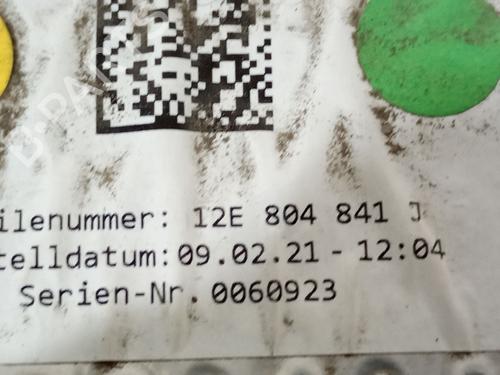 ilenummer: 12E 804 841 J
telldatum: 09.02.21 - 12:04
Serien-Nr. 0060923